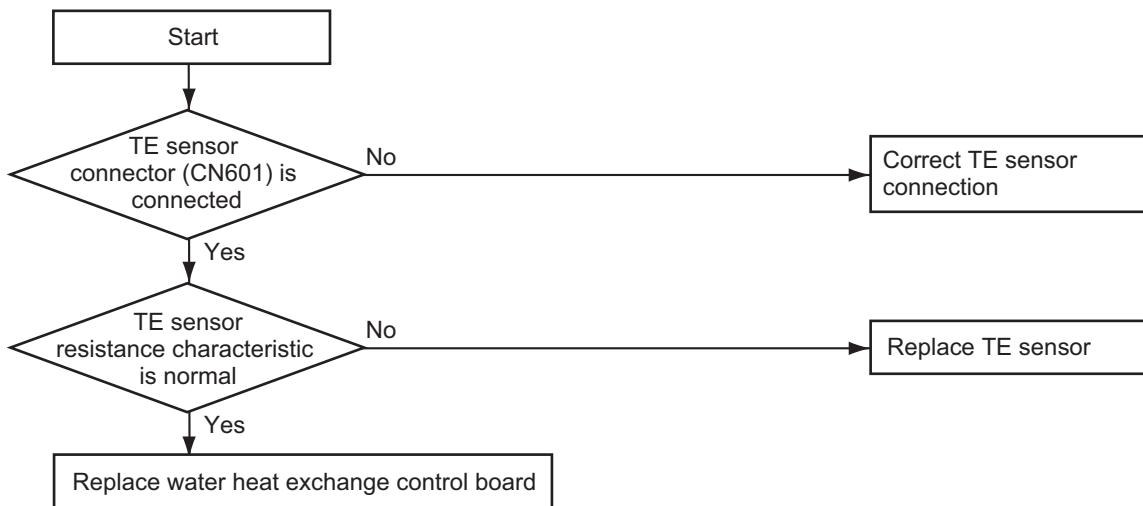 Start
TE sensor
connector (CN601) is
connected
No
Correct TE sensor
connection
Yes
TE sensor
resistance characteristic
is normal
No
Replace TE sensor
Yes
Replace water heat exchange control board